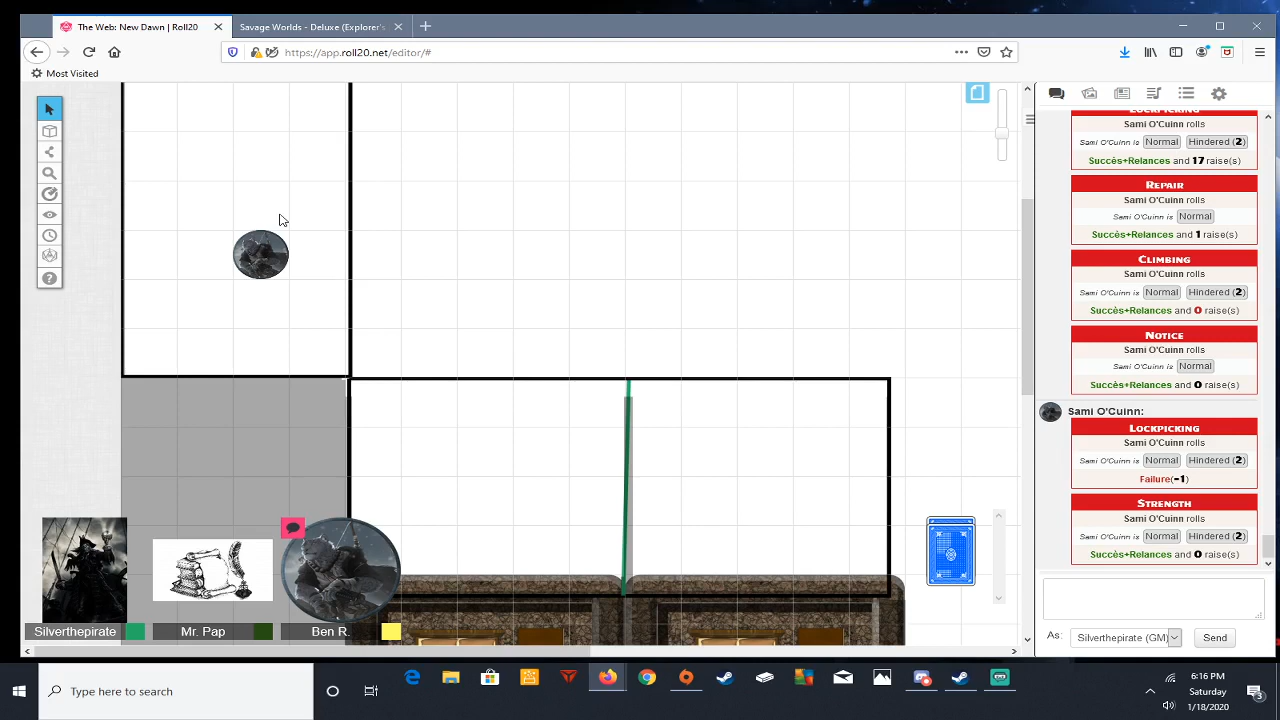 The Web: New Dawn | Roll20
Savage Worlds - Deluxe (Explorer's
https://app.roll20.net/editor/#
Most Visited
LOCKPICKING
Sami O'Cuinn rolls
Sami O'Cuinn is Normal Hindered (2)
Succès+Relances and 17 raise(s)
REPAIR
Sami O'Cuinn rolls
Sami O'Cuinn is Normal
Succès+Relances and 1 raise(s)
CLIMBING
Sami O'Cuinn rolls
Sami O'Cuinn is Normal Hindered (2)
Succès+Relances and 0 raise(s)
NOTICE
Sami O'Cuinn rolls
Sami O'Cuinn is Normal
Succès+Relances and 0 raise(s)
Sami O'Cuinn:
LOCKPICKING
Sami O'Cuinn rolls
Sami O'Cuinn is Normal Hindered (2)
Failure(-1)
STRENGTH
Sami O'Cuinn rolls
Sami O'Cuinn is Normal Hindered (2)
Succès+Relances and 0 raise(s)
Silverthepirate
Mr. Pap
Ben R.
As: Silverthepirate (GM)
Send
Type here to search
6:16 PM
Saturday
1/18/2020
3